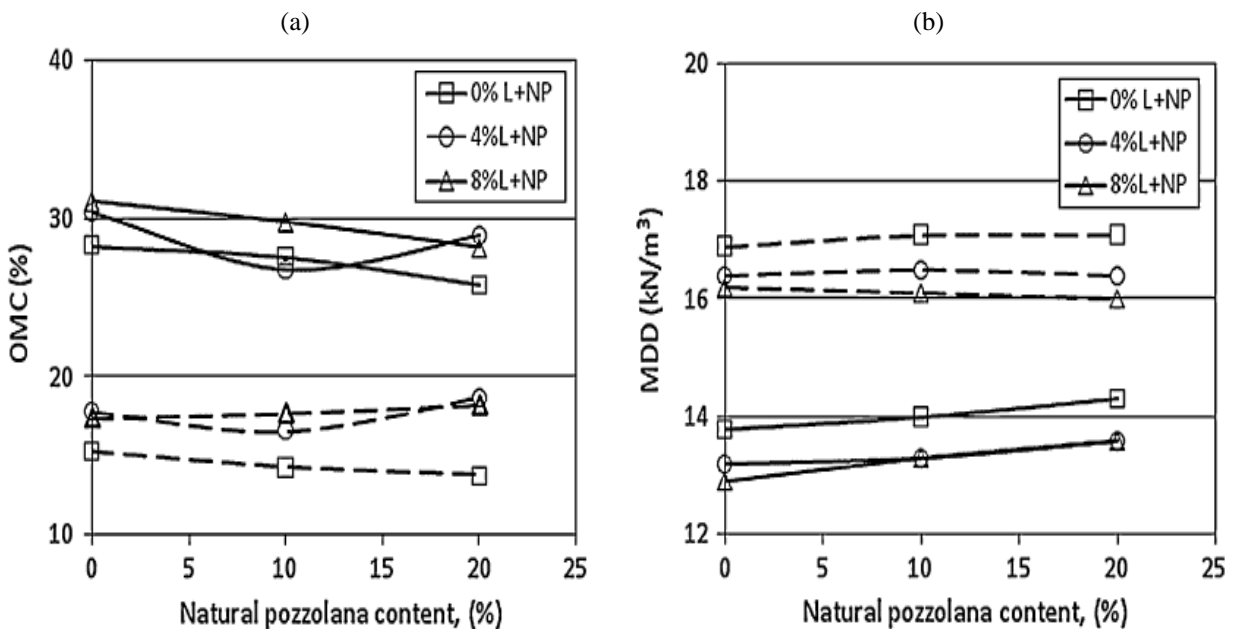 (a)
(b)
40
30
20
10
OMC (%)
0
5
10
15
20
25
Natural pozzolana content, (%)
0% L+NP
4%L+NP
8%L+NP
20
18
16
14
12
MDD (kN/m³)
0
5
10
15
20
25
Natural pozzolana content, (%)
0% L+NP
4%L+NP
8%L+NP